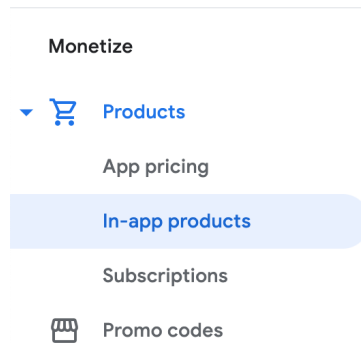 Monetize
Products
App pricing
In-app products
Subscriptions
Promo codes